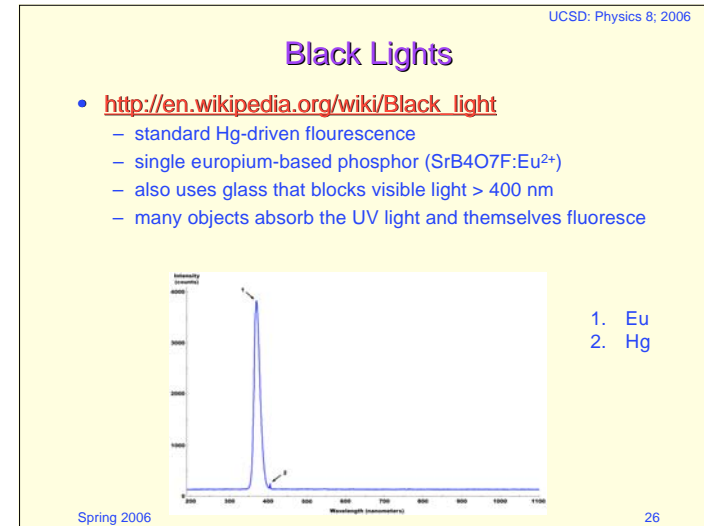 UCSD: Physics 8; 2006
Black Lights
• http://en.wikipedia.org/wiki/Black_light
– standard Hg-driven flourescence
– single europium-based phosphor (SrB4O7F:Eu2+)
– also uses glass that blocks visible light > 400 nm
– many objects absorb the UV light and themselves fluoresce
Intensity
(counts)
4000
3000
2000
1000
0
1
2
200 300 400 500 600 700 800 900 1000 1100
Wavelength (nanometers)
1. Eu
2. Hg
Spring 2006
26